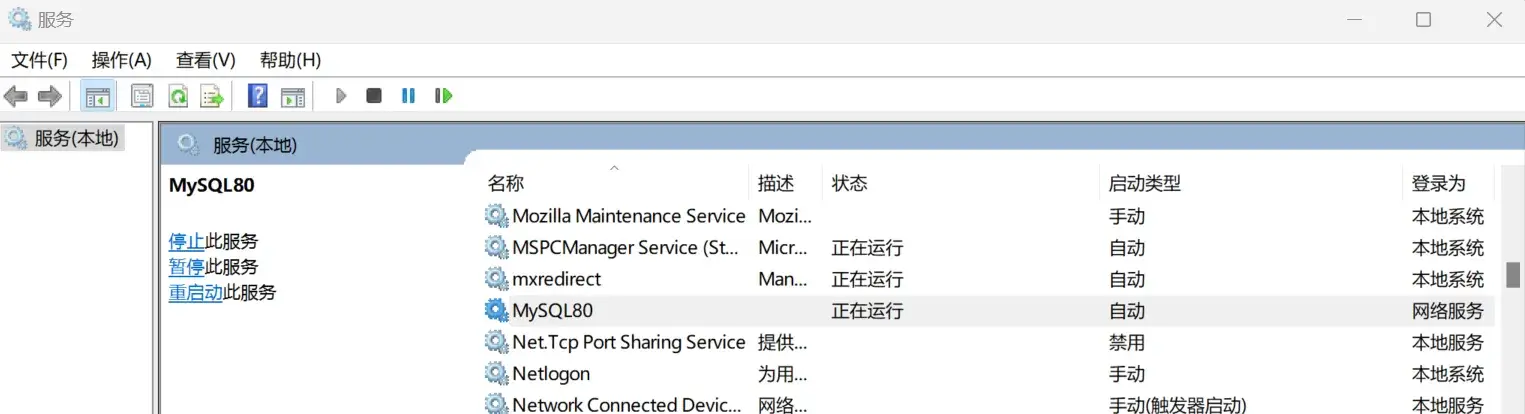 服务
文件(F) 操作(A) 查看(V) 帮助(H)
服务(本地)
服务(本地)
MySQL80
停止此服务
暂停此服务
重启动此服务
名称 描述 状态 启动类型 登录为
Mozilla Maintenance Service Mozi... 手动 本地系统
MSPCManager Service (St... Micr... 正在运行 自动 本地系统
mxredirect Man... 正在运行 自动 本地系统
MySQL80 正在运行 自动 网络服务
Net.Tcp Port Sharing Service 提供... 禁用 本地服务
Netlogon 为用... 手动 本地系统
Network Connected Devic... 网络... 手动(触发器启动) 本地服务